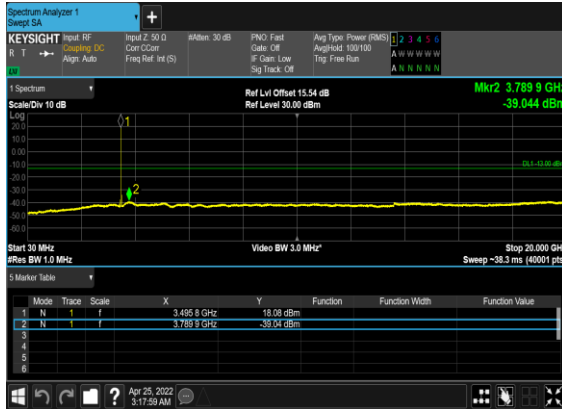 Spectrum Analyzer 1
Swept SA
+
KEYSIGHT Input: RF Input Z: 50 Ω #Atten: 30 dB PNO: Fast Avg Type: Power (RMS) 1 2 3 4 5 6
R T Coupling: DC Corr CCorr Gate: Off Avg|Hold: 100/100 A W W W W W
Align: Auto Freq Ref: Int (S) IF Gain: Low Trig: Free Run
LU Sig Track: Off A N N N N N
1 Spectrum Mkr2 3.789 9 GHz
Ref Lvl Offset 15.54 dB
Scale/Div 10 dB Ref Level 30.00 dBm -39.044 dBm
Log
20.0
10.0
0.00
-10.0
-20.0
-30.0
-40.0
-50.0
-60.0
1
2
DL1 -13.00 dB
Start 30 MHz Video BW 3.0 MHz* Stop 20.000 GHz
#Res BW 1.0 MHz Sweep ~38.3 ms (40001 pts
5 Marker Table
Mode Trace Scale X Y Function Function Width Function Value
1 N 1 f 3.495 8 GHz 18.08 dBm
2 N 1 f 3.789 9 GHz -39.04 dBm
3
4
5
6
? Apr 25, 2022
3:17:59 AM